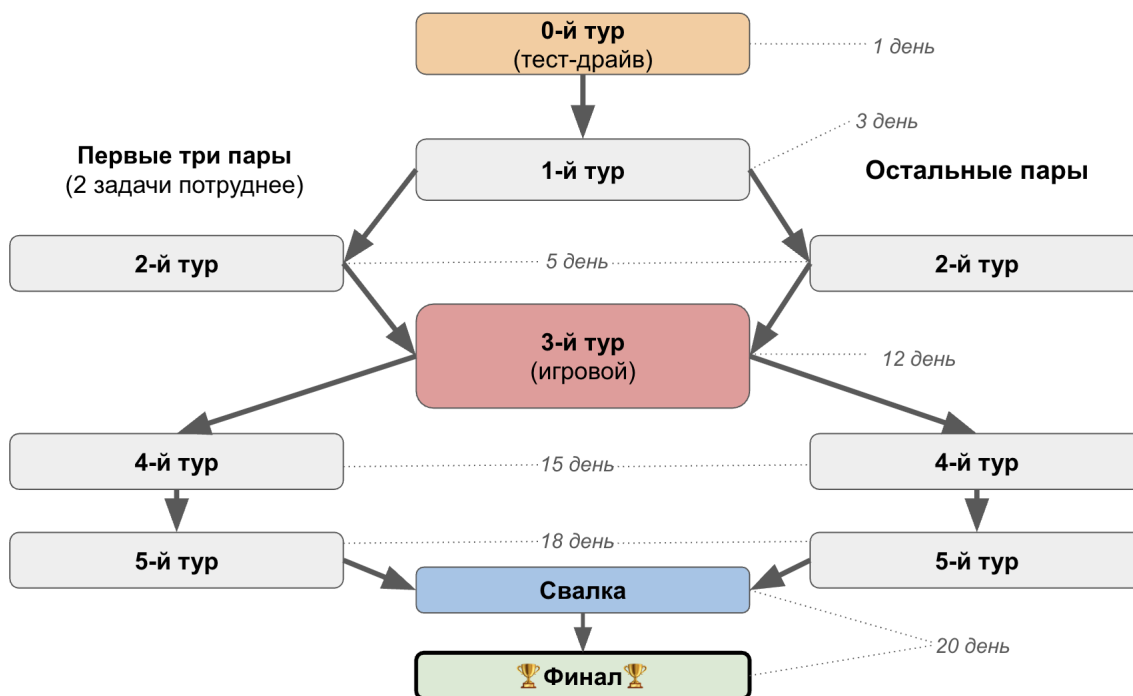 0-й тур
(тест-драйв)
1 день
3 день
Первые три пары
(2 задачи потруднее)
1-й тур
Остальные пары
2-й тур
5 день
2-й тур
3-й тур
(игровой)
12 день
4-й тур
15 день
4-й тур
5-й тур
18 день
5-й тур
Свалка
20 день
🏆Финал🏆